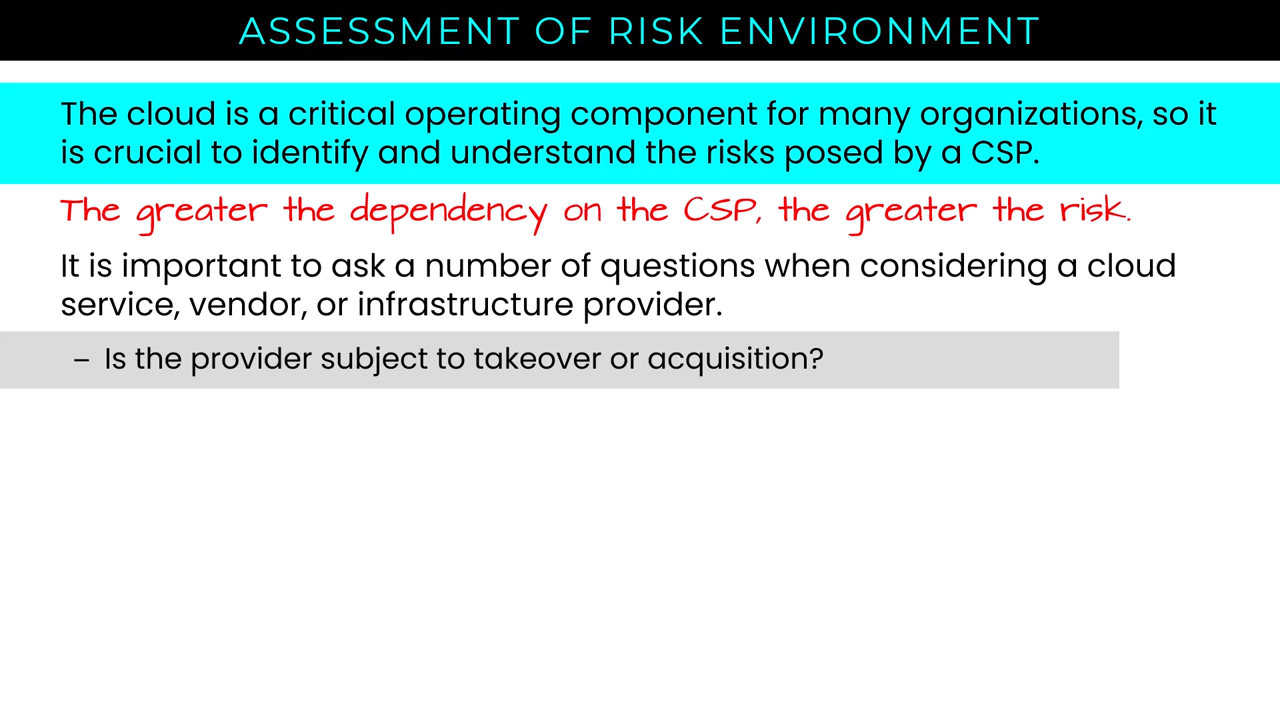 ASSESSMENT OF RISK ENVIRONMENT
The cloud is a critical operating component for many organizations, so it
is crucial to identify and understand the risks posed by a CSP.
The greater the dependency on the CSP, the greater the risk.
It is important to ask a number of questions when considering a cloud
service, vendor, or infrastructure provider.
– Is the provider subject to takeover or acquisition?